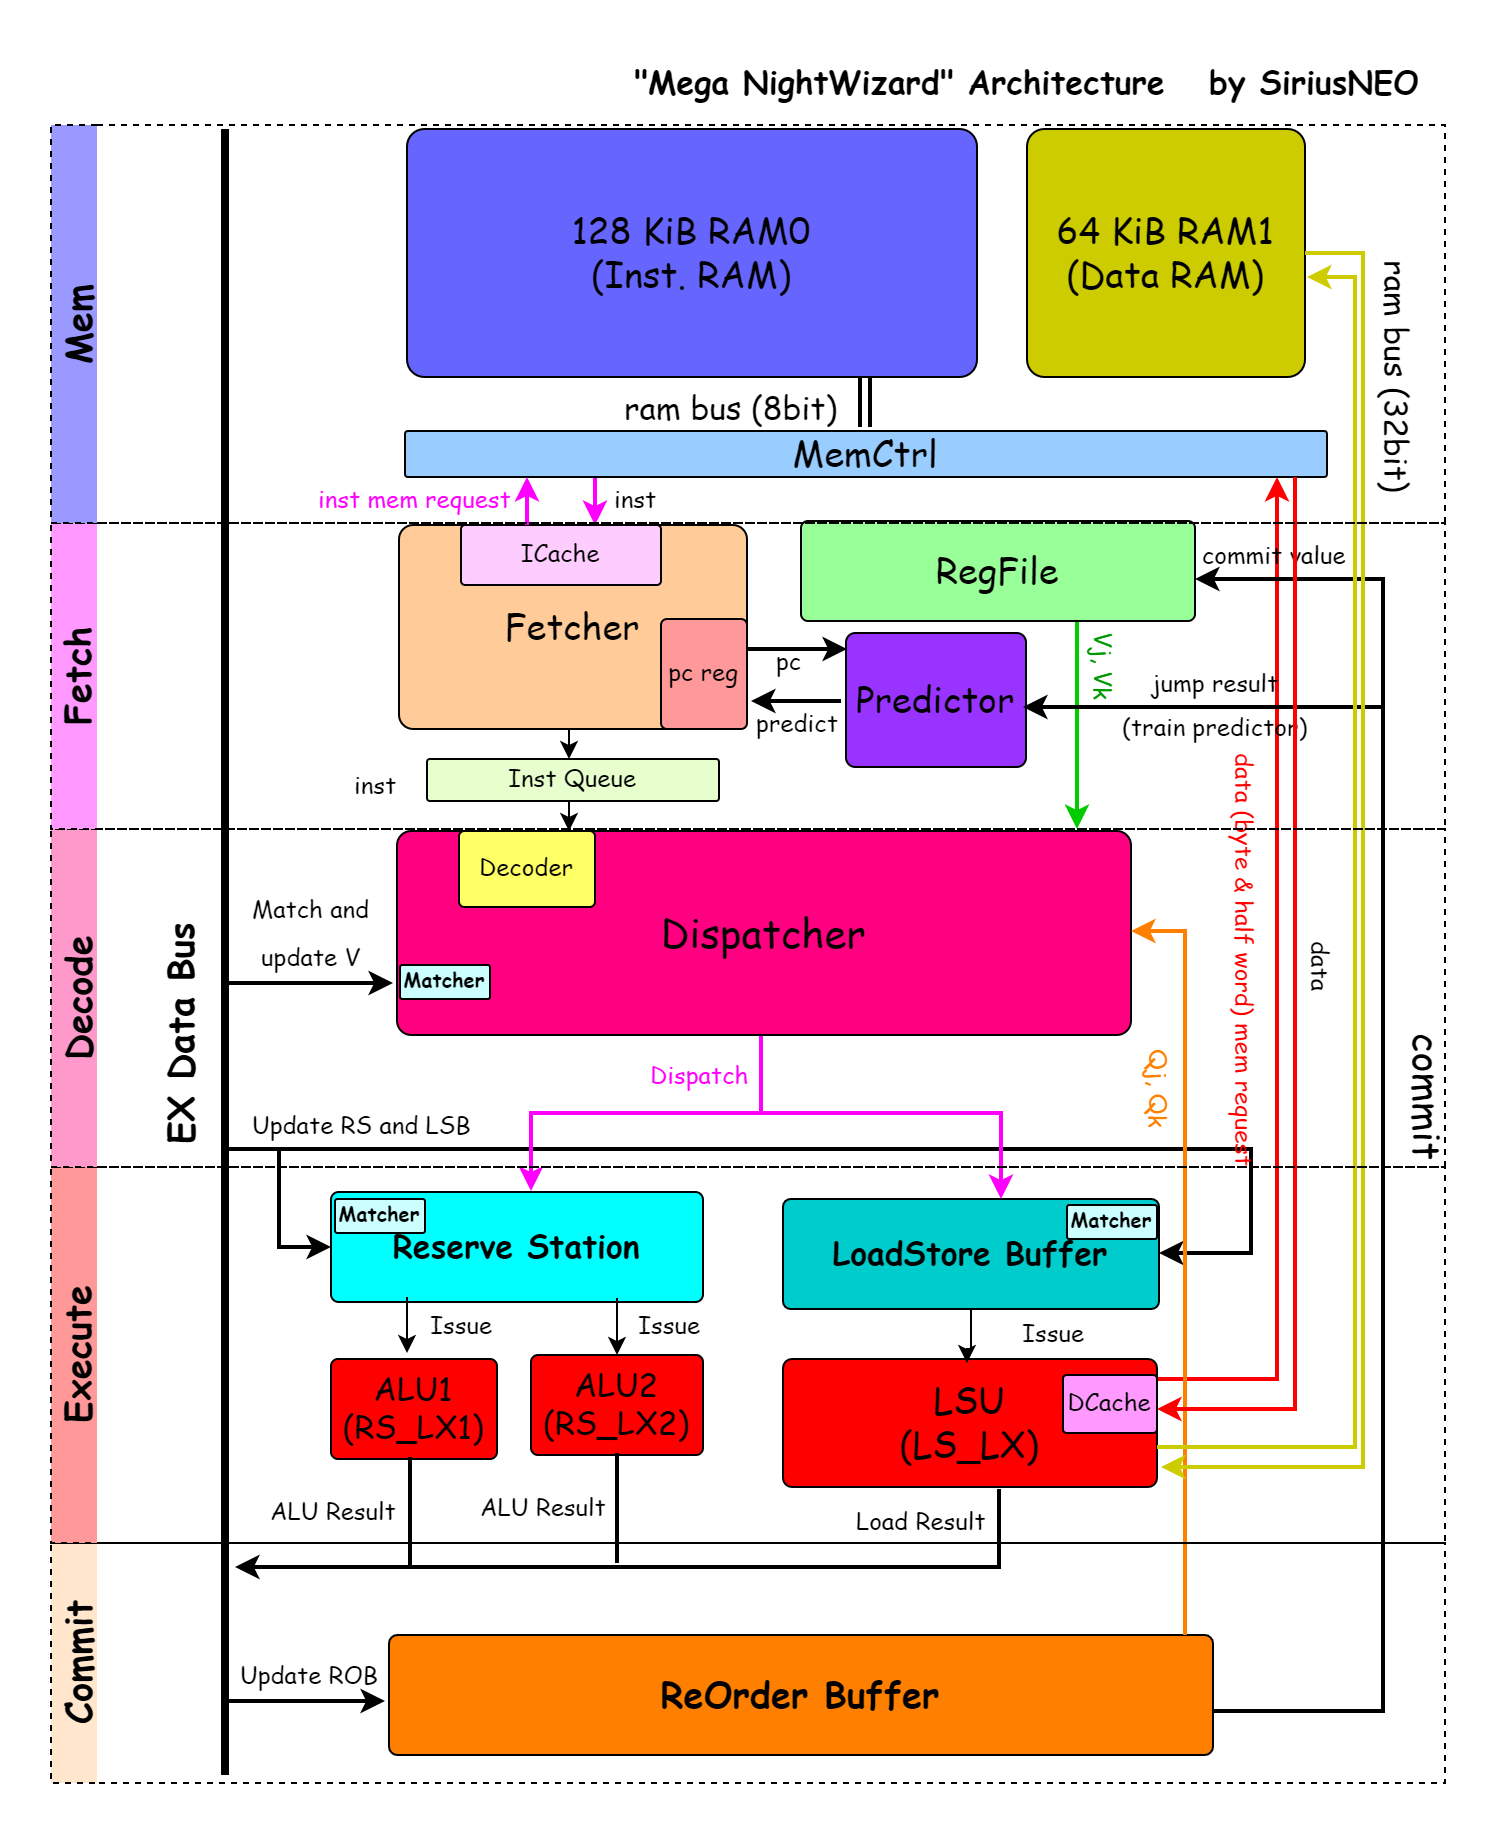 "Mega NightWizard" Architecture by SiriusNEO
Mem
128 KiB RAM0
(Inst. RAM)
64 KiB RAM1
(Data RAM)
ram bus (32bit)
ram bus (8bit)
MemCtrl
inst mem request
inst
Fetch
ICache
Fetcher
pc reg
RegFile
commit value
pc
predict
Predictor
Vj, Vk
jump result
(train predictor)
inst
Inst Queue
Decode
EX Data Bus
Decoder
Dispatcher
Match and
update V
Matcher
data (byte & half word) mem request
data
commit
Qj, Qk
Dispatch
Update RS and LSB
Execute
Matcher
Reserve Station
Matcher
LoadStore Buffer
Issue
Issue
Issue
ALU1
(RS_LX1)
ALU2
(RS_LX2)
LSU
(LS_LX)
DCache
ALU Result
ALU Result
Load Result
Commit
Update ROB
ReOrder Buffer